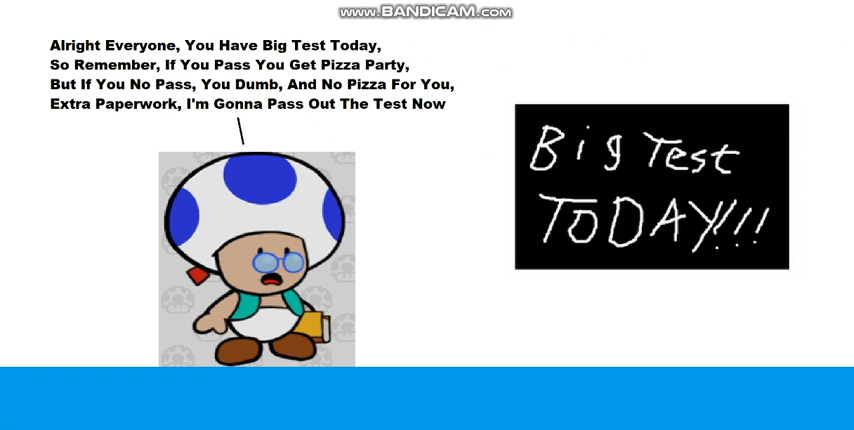 www.BANDICAM.com
Alright Everyone, You Have Big Test Today,
So Remember, If You Pass You Get Pizza Party,
But If You No Pass, You Dumb, And No Pizza For You,
Extra Paperwork, I'm Gonna Pass Out The Test Now
Big Test
TODAY!!!